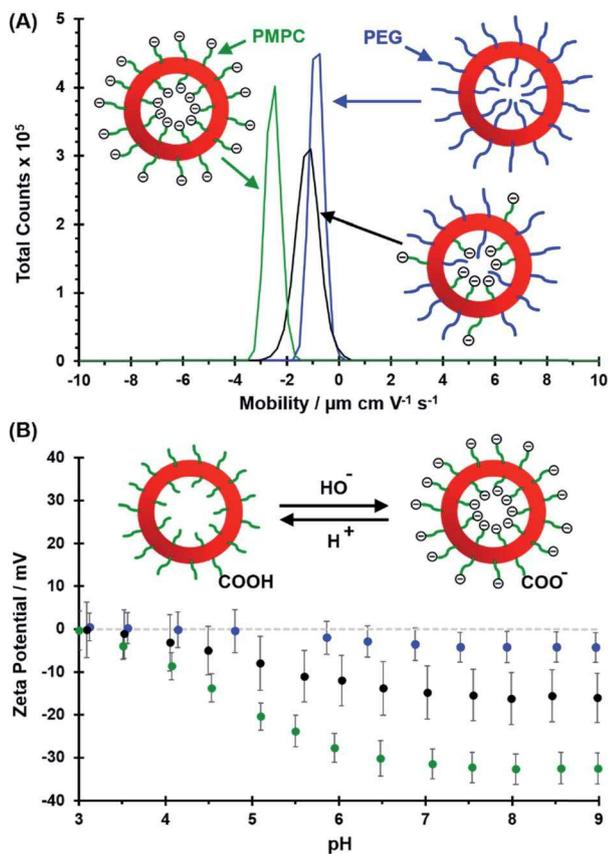 (A)
PMPC
PEG
Total Counts x 10⁵
5
4
3
2
1
0
-10 -8 -6 -4 -2 0 2 4 6 8 10
Mobility / µm cm V⁻¹ s⁻¹
(B)
HO⁻
H⁺
COOH
COO⁻
Zeta Potential / mV
40
30
20
10
0
-10
-20
-30
-40
3 4 5 6 7 8 9
pH